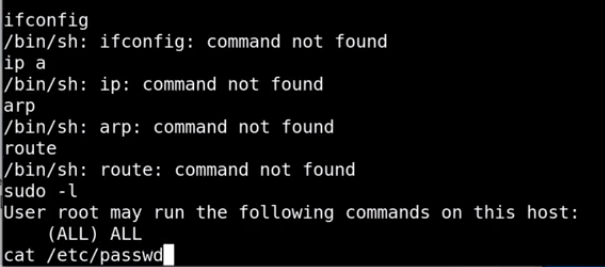 ifconfig
/bin/sh: ifconfig: command not found
ip a
/bin/sh: ip: command not found
arp
/bin/sh: arp: command not found
route
/bin/sh: route: command not found
sudo -l
User root may run the following commands on this host:
    (ALL) ALL
cat /etc/passwd